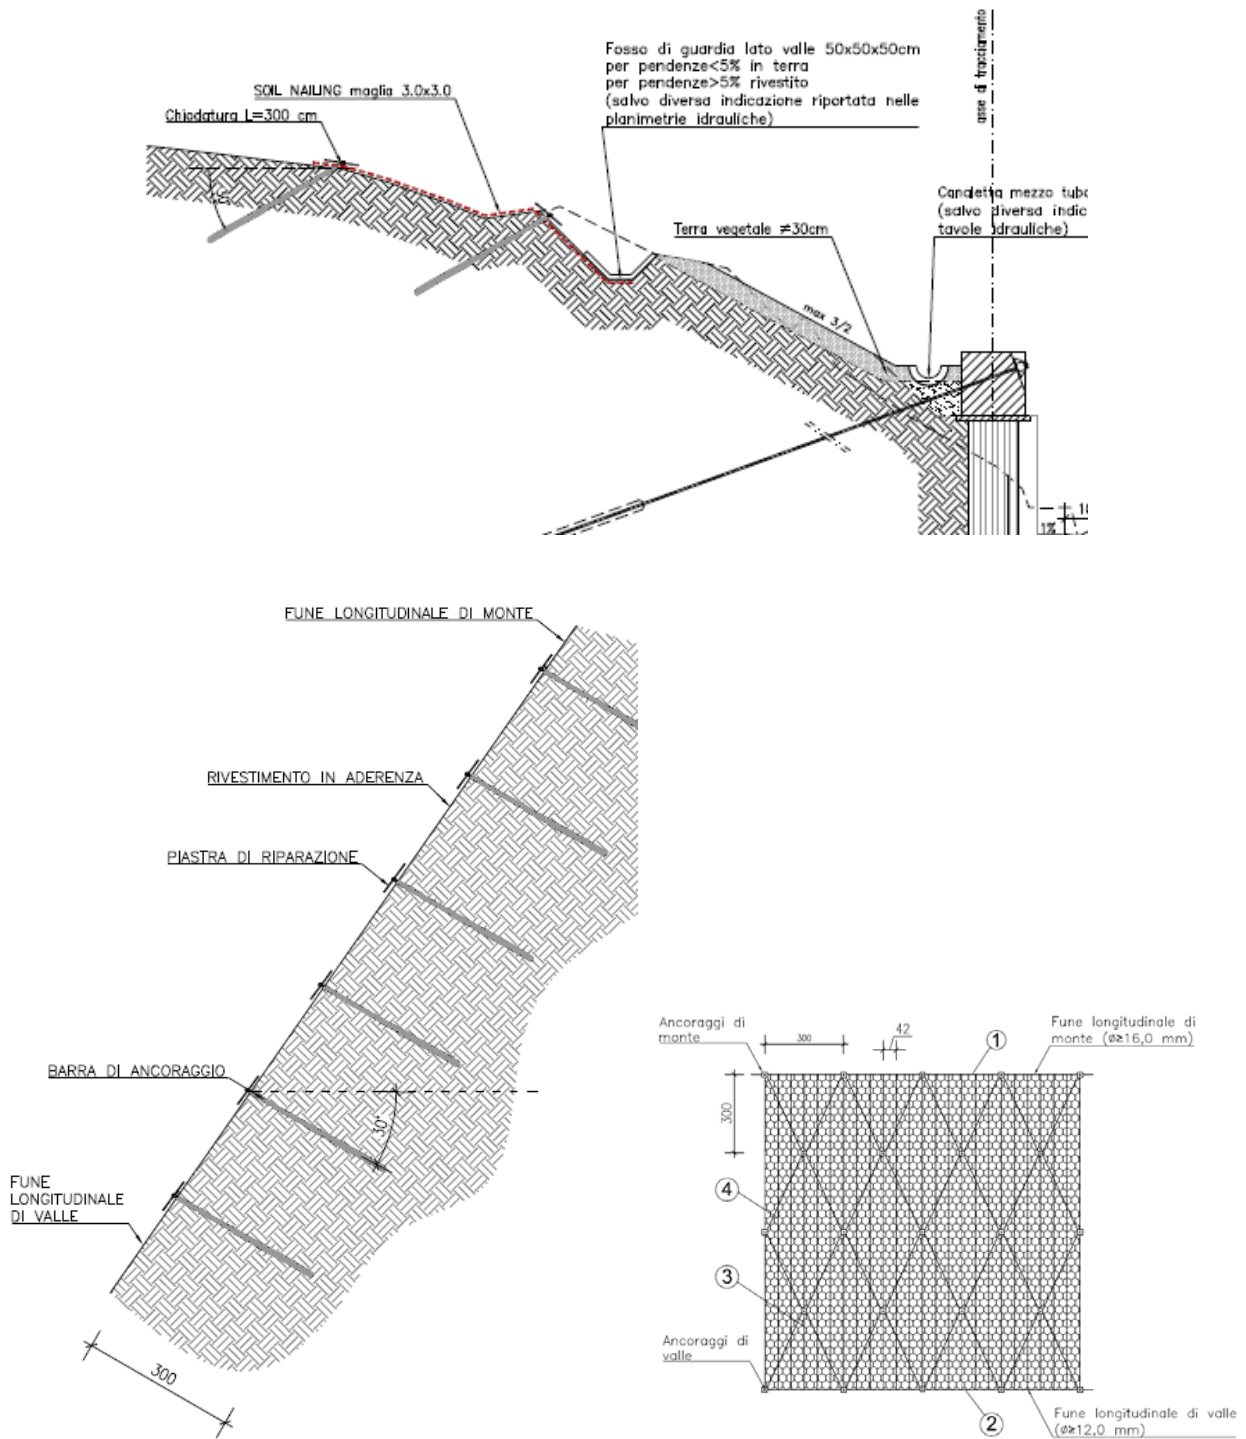 Fosso di guardia lato valle 50x50x50cm
per pendenze<5% in terra
per pendenze>5% rivestito
(salvo diversa indicazione riportata nelle
planimetrie idrauliche)
asse di tracciamento
SOIL NAILING maglia 3.0x3.0
Chiodatura L=300 cm
Canaletta mezzo tubo
(salvo diversa indic
tavole idrauliche)
Terra vegetale ≠30cm
max 3/2
1%
FUNE LONGITUDINALE DI MONTE
RIVESTIMENTO IN ADERENZA
PIASTRA DI RIPARAZIONE
BARRA DI ANCORAGGIO
30°
FUNE
LONGITUDINALE
DI VALLE
300
Ancoraggi di
monte
300
42
1
Fune longitudinale di
monte (ø≥16,0 mm)
300
4
3
Ancoraggi di
valle
2
Fune longitudinale di valle
(ø≥12,0 mm)